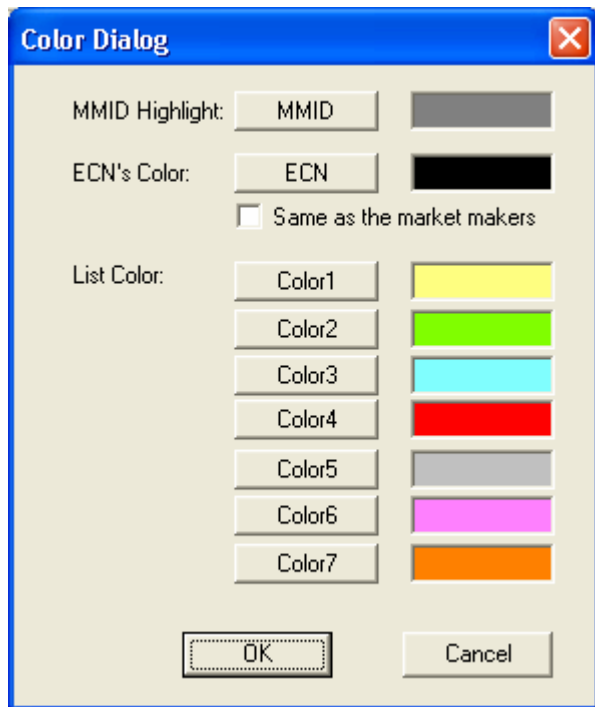 Color Dialog
MMID Highlight: MMID
ECN's Color: ECN
Same as the market makers
List Color: Color1
Color2
Color3
Color4
Color5
Color6
Color7
OK Cancel